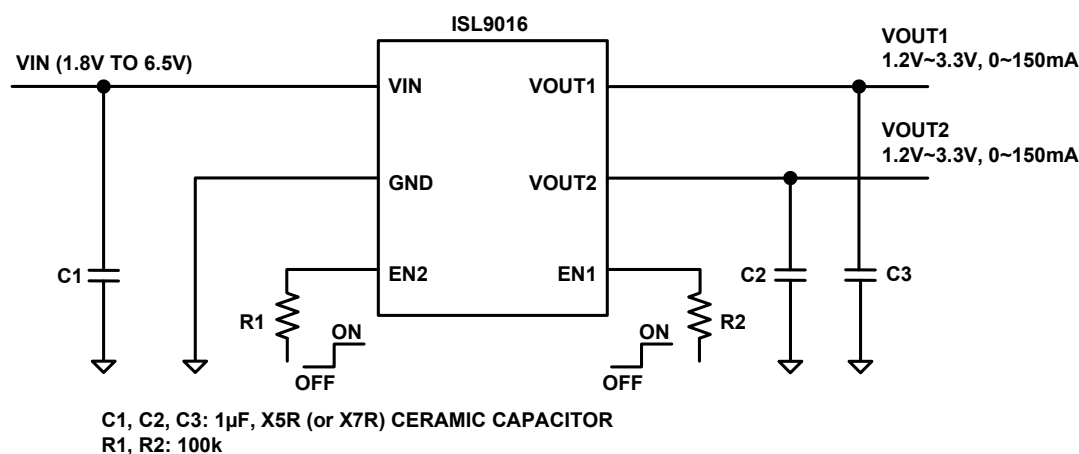 ISL9016
VIN (1.8V TO 6.5V)
VOUT1
1.2V~3.3V, 0~150mA
VIN
VOUT1
VOUT2
1.2V~3.3V, 0~150mA
GND
VOUT2
C1
EN2
EN1
C2
C3
R1
R2
ON
OFF
ON
OFF
C1, C2, C3: 1µF, X5R (or X7R) CERAMIC CAPACITOR
R1, R2: 100k